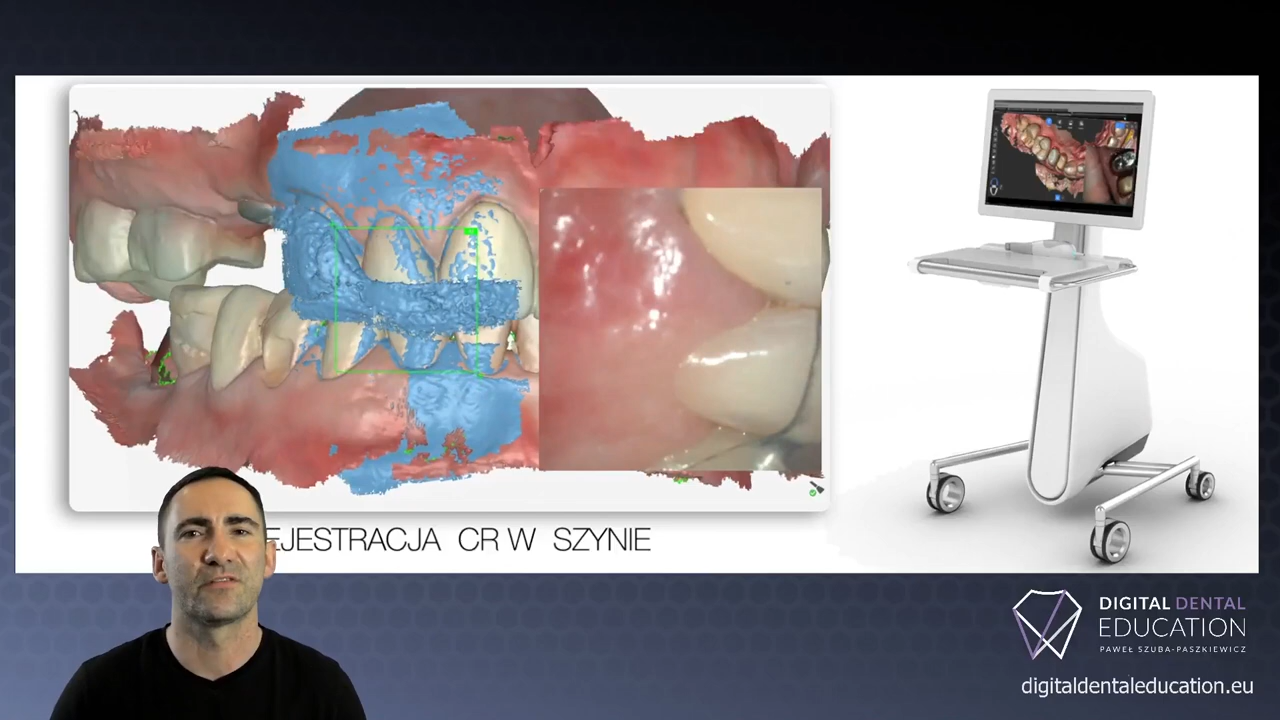 EJESTRACJA CR W SZYNIE
DIGITAL DENTAL
EDUCATION
PAWEŁ SZUBA-PASZKIEWICZ
digitaldentaleducation.eu